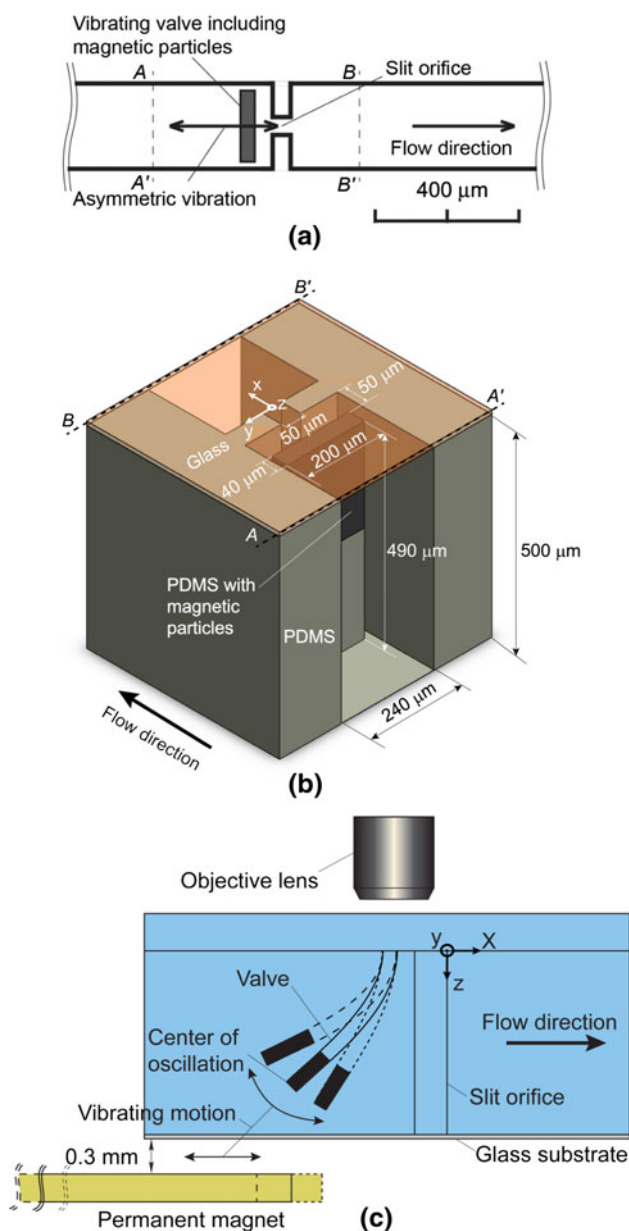 Vibrating valve including
magnetic particles
Slit orifice
A
B
Flow direction
A'
B'
Asymmetric vibration
400 μm
(a)
B'
A'
50 μm
x
z
y
B
50 μm
Glass
200 μm
40 μm
A
490 μm
500 μm
PDMS with
magnetic
particles
PDMS
240 μm
Flow direction
(b)
Objective lens
y
X
z
Valve
Center of
oscillation
Flow direction
Vibrating motion
Slit orifice
0.3 mm
Glass substrate
Permanent magnet
(c)